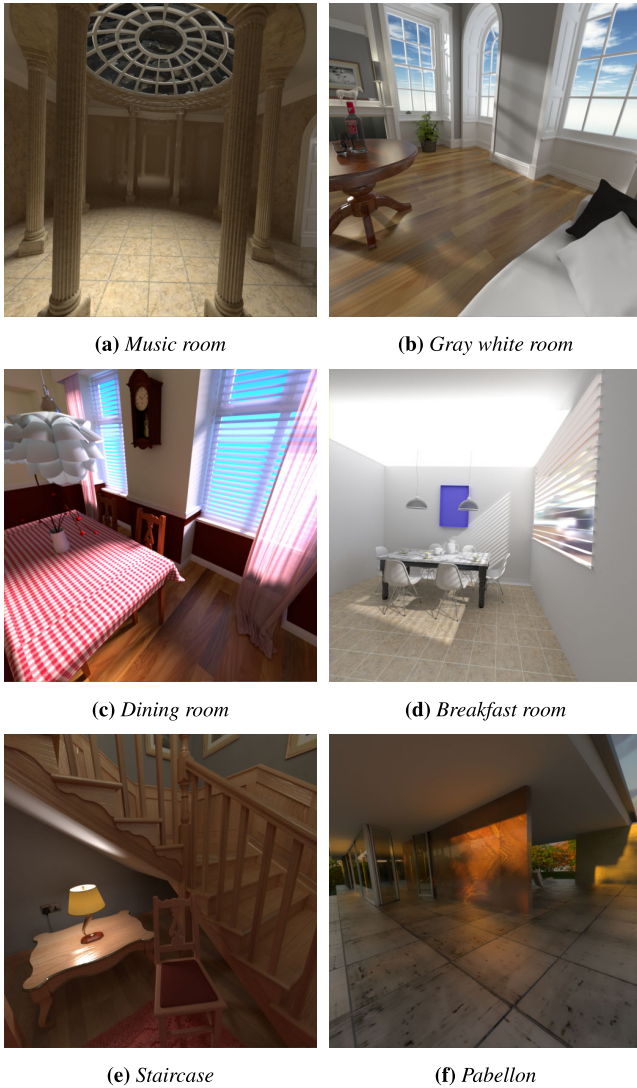 (a) Music room
(b) Gray white room
(c) Dining room
(d) Breakfast room
(e) Staircase
(f) Pabellon